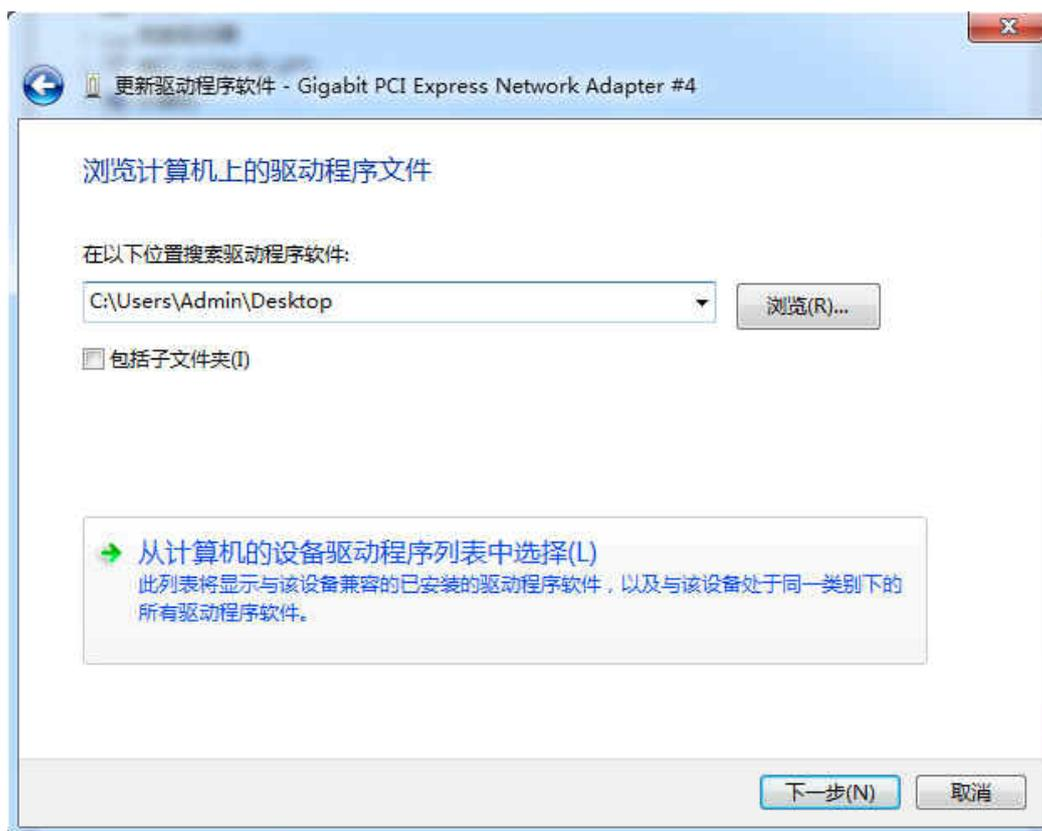 更新驱动程序软件 - Gigabit PCI Express Network Adapter #4
浏览计算机上的驱动程序文件
在以下位置搜索驱动程序软件:
C:\Users\Admin\Desktop
浏览(R)...
包括子文件夹(I)
从计算机的设备驱动程序列表中选择(L)
此列表将显示与该设备兼容的已安装的驱动程序软件，以及与该设备处于同一类别下的
所有驱动程序软件。
下一步(N)
取消